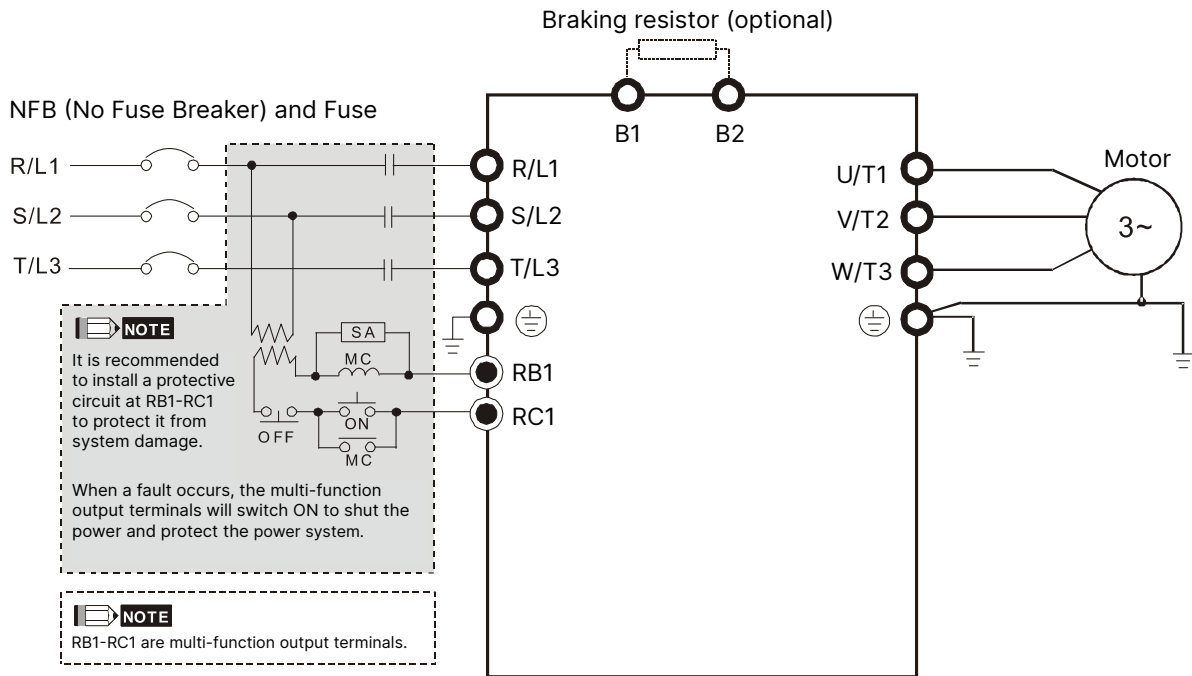 Braking resistor (optional)
NFB (No Fuse Breaker) and Fuse
B1
B2
R/L1
R/L1
U/T1
Motor
S/L2
S/L2
V/T2
3~
T/L3
T/L3
W/T3
NOTE
It is recommended
to install a protective
circuit at RB1-RC1
to protect it from
system damage.
SA
MC
RB1
OFF
ON
MC
RC1
When a fault occurs, the multi-function
output terminals will switch ON to shut the
power and protect the power system.
NOTE
RB1-RC1 are multi-function output terminals.